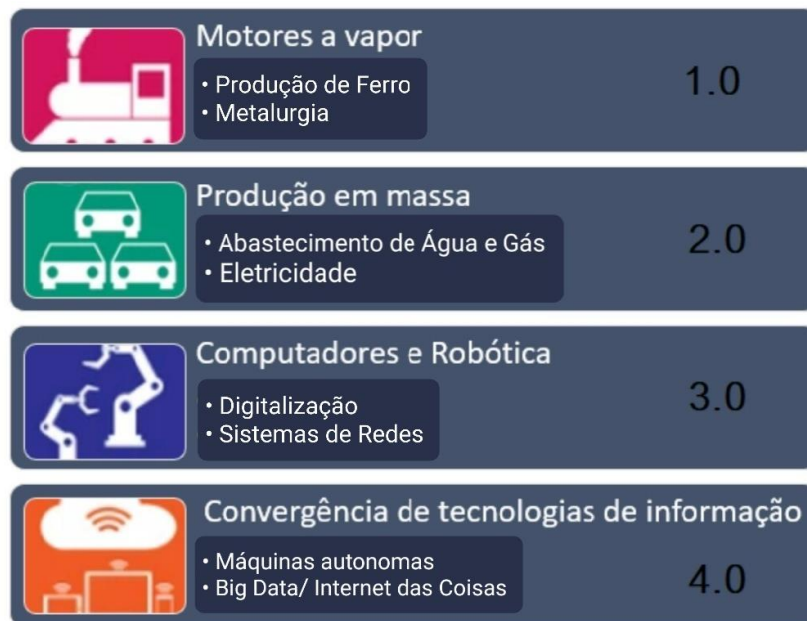 Motores a vapor
• Produção de Ferro
• Metalurgia
1.0
Produção em massa
• Abastecimento de Água e Gás
• Eletricidade
2.0
Computadores e Robótica
• Digitalização
• Sistemas de Redes
3.0
Convergência de tecnologias de informação
• Máquinas autonomas
• Big Data/ Internet das Coisas
4.0